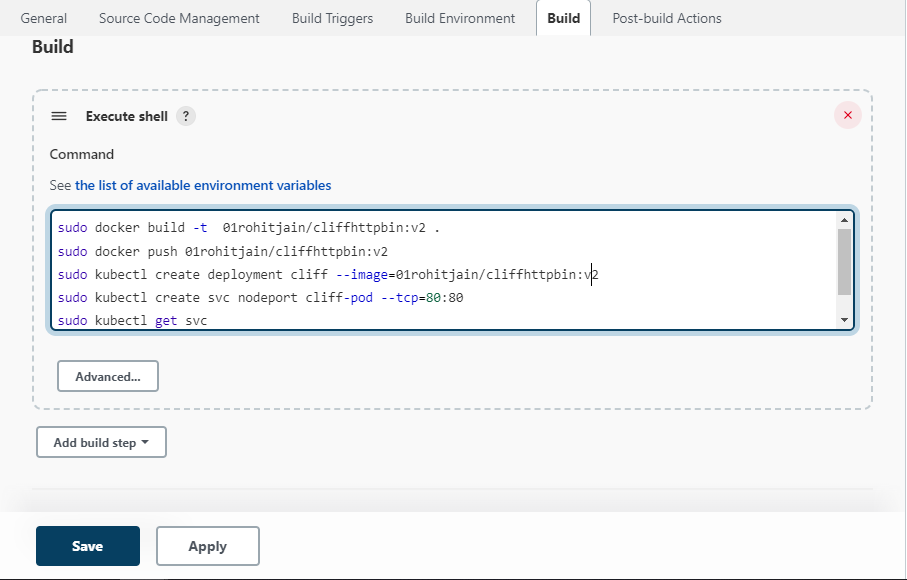 General Source Code Management Build Triggers Build Environment Build Post-build Actions
Build
Execute shell ?
Command
See the list of available environment variables
sudo docker build -t  01rohitjain/cliffhttpbin:v2 .
sudo docker push 01rohitjain/cliffhttpbin:v2
sudo kubectl create deployment cliff --image=01rohitjain/cliffhttpbin:v2
sudo kubectl create svc nodeport cliff-pod --tcp=80:80
sudo kubectl get svc
Advanced...
Add build step
Save Apply